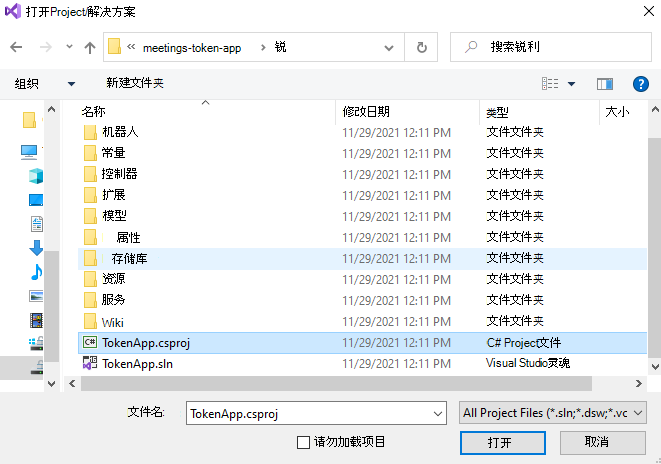 打开Project/解决方案
meetings-token-app
锐
搜索锐利
组织
新建文件夹
名称
修改日期
类型
大小
机器人 11/29/2021 12:11 PM 文件文件夹
常量 11/29/2021 12:11 PM 文件文件夹
控制器 11/29/2021 12:11 PM 文件文件夹
扩展 11/29/2021 12:11 PM 文件文件夹
模型 11/29/2021 12:11 PM 文件文件夹
属性 11/29/2021 12:11 PM 文件文件夹
存储库 11/29/2021 12:11 PM 文件文件夹
资源 11/29/2021 12:11 PM 文件文件夹
服务 11/29/2021 12:11 PM 文件文件夹
Wiki 11/29/2021 12:11 PM 文件文件夹
C# TokenApp.csproj 11/29/2021 12:11 PM C# Project文件
TokenApp.sln 11/29/2021 12:11 PM Visual Studio灵魂
文件名:
TokenApp.csproj
All Project Files (*.sln;*.dsw;*.vc
请勿加载项目
打开
取消